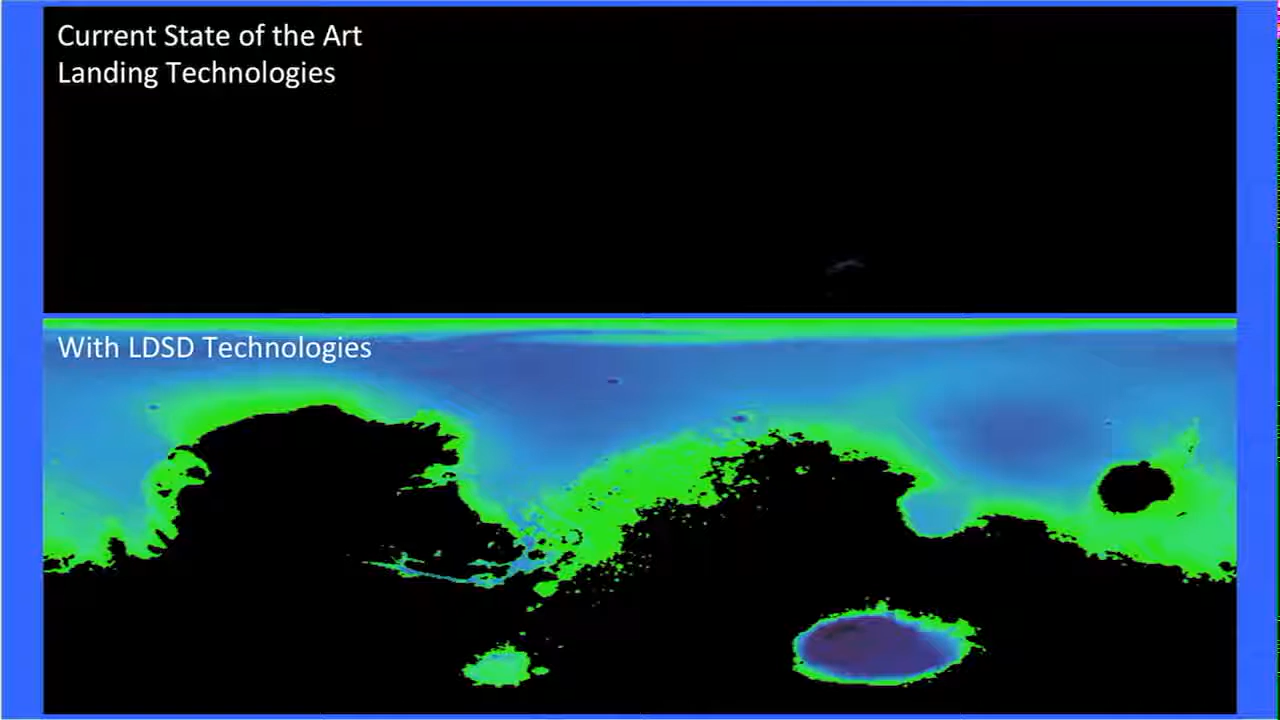 Current State of the Art
Landing Technologies
With LDSD Technologies